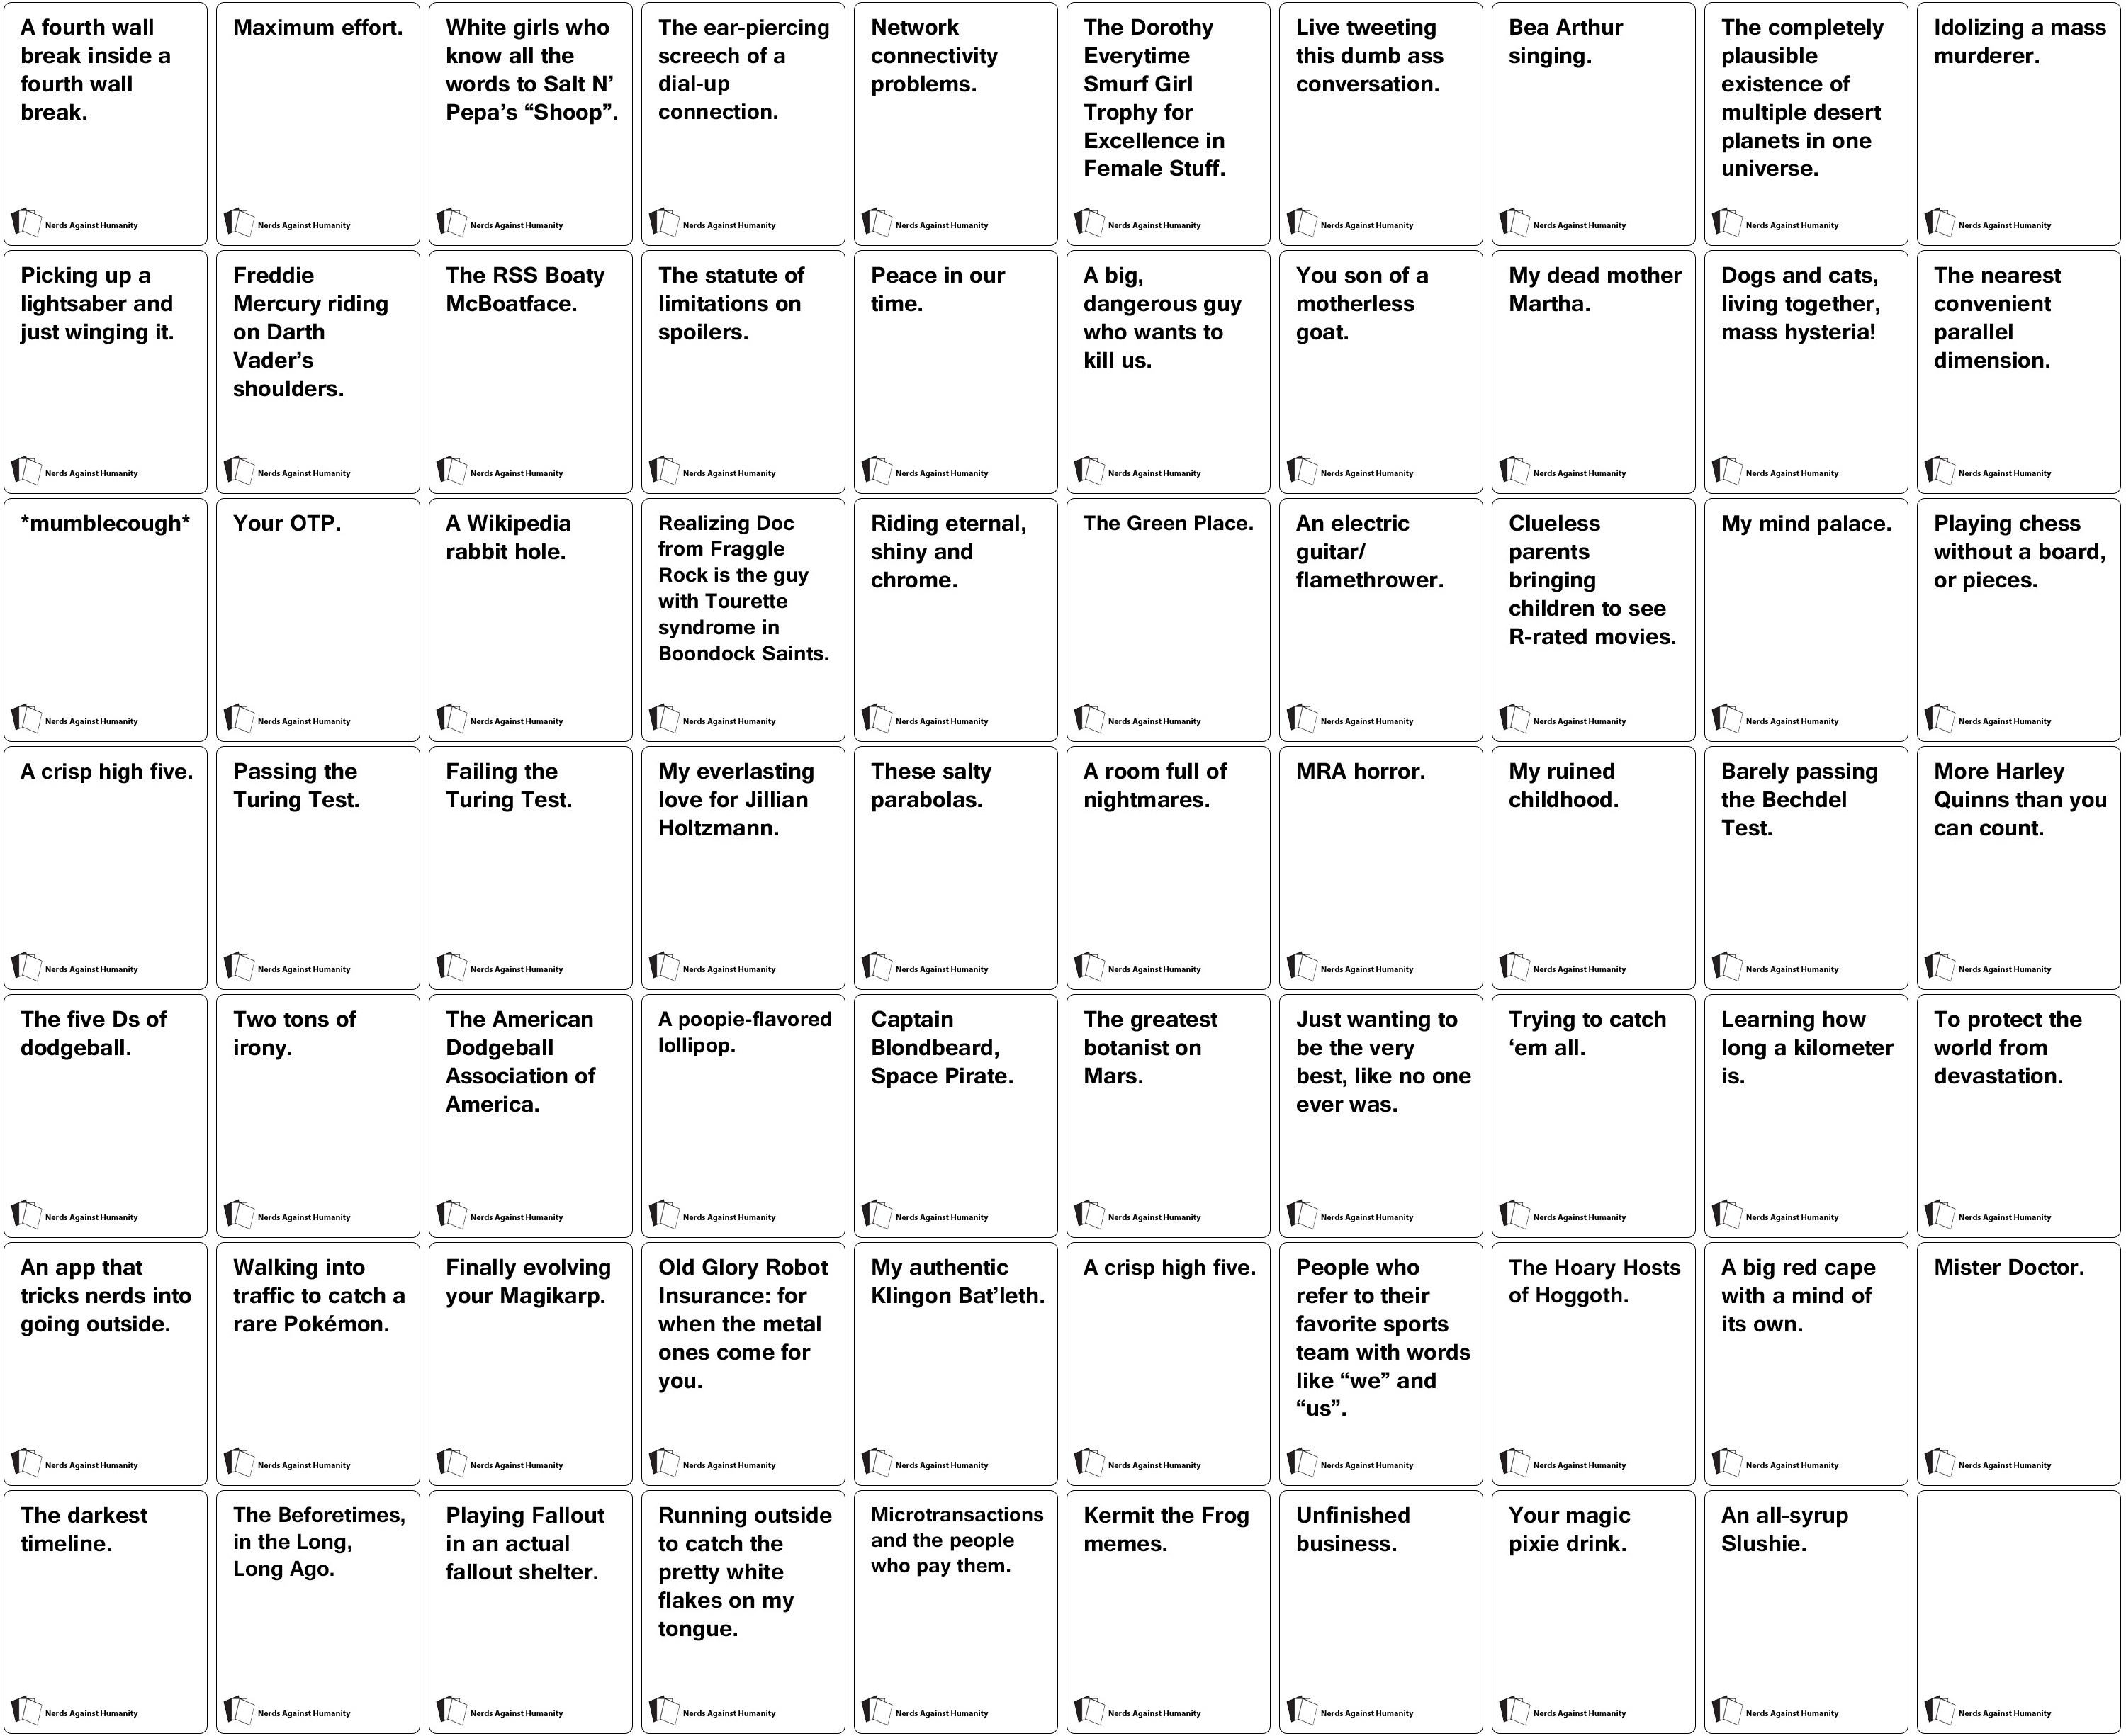 A fourth wall
break inside a
fourth wall
break.
Nerds Against Humanity
Maximum effort.
Nerds Against Humanity
White girls who
know all the
words to Salt N’
Pepa’s “Shoop”.
Nerds Against Humanity
The ear-piercing
screech of a
dial-up
connection.
Nerds Against Humanity
Network
connectivity
problems.
Nerds Against Humanity
The Dorothy
Everytime
Smurf Girl
Trophy for
Excellence in
Female Stuff.
Nerds Against Humanity
Live tweeting
this dumb ass
conversation.
Nerds Against Humanity
Bea Arthur
singing.
Nerds Against Humanity
The completely
plausible
existence of
multiple desert
planets in one
universe.
Nerds Against Humanity
Idolizing a mass
murderer.
Nerds Against Humanity
Picking up a
lightsaber and
just winging it.
Nerds Against Humanity
Freddie
Mercury riding
on Darth
Vader’s
shoulders.
Nerds Against Humanity
The RSS Boaty
McBoatface.
Nerds Against Humanity
The statute of
limitations on
spoilers.
Nerds Against Humanity
Peace in our
time.
Nerds Against Humanity
A big,
dangerous guy
who wants to
kill us.
Nerds Against Humanity
You son of a
motherless
goat.
Nerds Against Humanity
My dead mother
Martha.
Nerds Against Humanity
Dogs and cats,
living together,
mass hysteria!
Nerds Against Humanity
The nearest
convenient
parallel
dimension.
Nerds Against Humanity
*mumblecough*
Nerds Against Humanity
Your OTP.
Nerds Against Humanity
A Wikipedia
rabbit hole.
Nerds Against Humanity
Realizing Doc
from Fraggle
Rock is the guy
with Tourette
syndrome in
Boondock Saints.
Nerds Against Humanity
Riding eternal,
shiny and
chrome.
Nerds Against Humanity
The Green Place.
Nerds Against Humanity
An electric
guitar/
flamethrower.
Nerds Against Humanity
Clueless
parents
bringing
children to see
R-rated movies.
Nerds Against Humanity
My mind palace.
Nerds Against Humanity
Playing chess
without a board,
or pieces.
Nerds Against Humanity
A crisp high five.
Nerds Against Humanity
Passing the
Turing Test.
Nerds Against Humanity
Failing the
Turing Test.
Nerds Against Humanity
My everlasting
love for Jillian
Holtzmann.
Nerds Against Humanity
These salty
parabolas.
Nerds Against Humanity
A room full of
nightmares.
Nerds Against Humanity
MRA horror.
Nerds Against Humanity
My ruined
childhood.
Nerds Against Humanity
Barely passing
the Bechdel
Test.
Nerds Against Humanity
More Harley
Quinns than you
can count.
Nerds Against Humanity
The five Ds of
dodgeball.
Nerds Against Humanity
Two tons of
irony.
Nerds Against Humanity
The American
Dodgeball
Association of
America.
Nerds Against Humanity
A poopie-flavored
lollipop.
Nerds Against Humanity
Captain
Blondbeard,
Space Pirate.
Nerds Against Humanity
The greatest
botanist on
Mars.
Nerds Against Humanity
Just wanting to
be the very
best, like no one
ever was.
Nerds Against Humanity
Trying to catch
‘em all.
Nerds Against Humanity
Learning how
long a kilometer
is.
Nerds Against Humanity
To protect the
world from
devastation.
Nerds Against Humanity
An app that
tricks nerds into
going outside.
Nerds Against Humanity
Walking into
traffic to catch a
rare Pokémon.
Nerds Against Humanity
Finally evolving
your Magikarp.
Nerds Against Humanity
Old Glory Robot
Insurance: for
when the metal
ones come for
you.
Nerds Against Humanity
My authentic
Klingon Bat’leth.
Nerds Against Humanity
A crisp high five.
Nerds Against Humanity
People who
refer to their
favorite sports
team with words
like “we” and
“us”.
Nerds Against Humanity
The Hoary Hosts
of Hoggoth.
Nerds Against Humanity
A big red cape
with a mind of
its own.
Nerds Against Humanity
Mister Doctor.
Nerds Against Humanity
The darkest
timeline.
Nerds Against Humanity
The Beforetimes,
in the Long,
Long Ago.
Nerds Against Humanity
Playing Fallout
in an actual
fallout shelter.
Nerds Against Humanity
Running outside
to catch the
pretty white
flakes on my
tongue.
Nerds Against Humanity
Microtransactions
and the people
who pay them.
Nerds Against Humanity
Kermit the Frog
memes.
Nerds Against Humanity
Unfinished
business.
Nerds Against Humanity
Your magic
pixie drink.
Nerds Against Humanity
An all-syrup
Slushie.
Nerds Against Humanity
Nerds Against Humanity